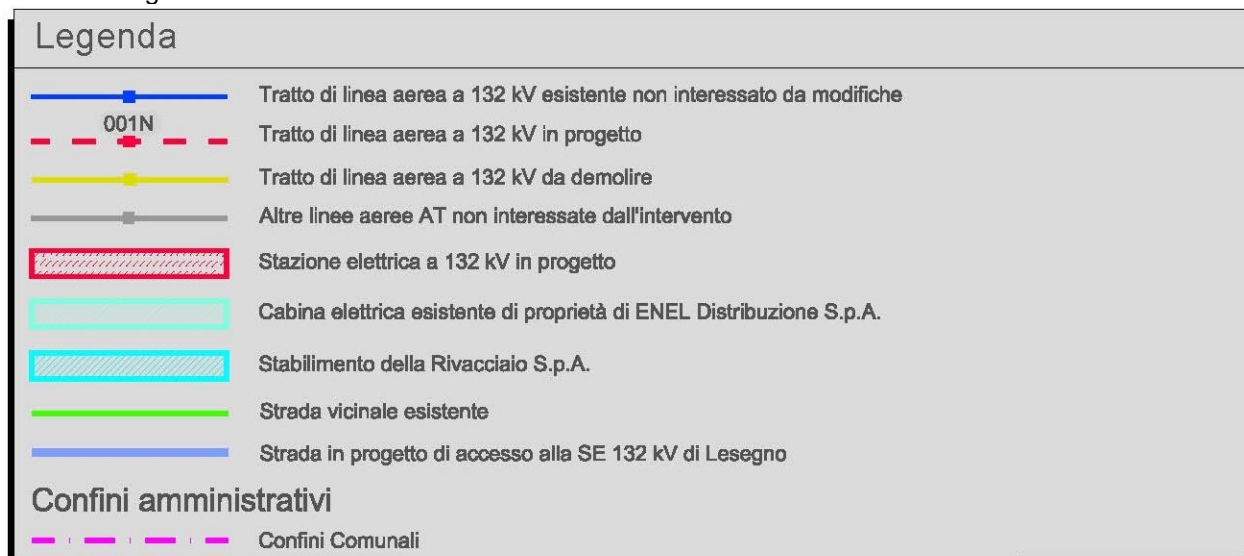 Legenda
Tratto di linea aerea a 132 kV esistente non interessato da modifiche
001N
Tratto di linea aerea a 132 kV in progetto
Tratto di linea aerea a 132 kV da demolire
Altre linee aeree AT non interessate dall'intervento
Stazione elettrica a 132 kV in progetto
Cabina elettrica esistente di proprietà di ENEL Distribuzione S.p.A.
Stabilimento della Rivacciaio S.p.A.
Strada vicinale esistente
Strada in progetto di accesso alla SE 132 kV di Lesegno
Confini amministrativi
Confini Comunali